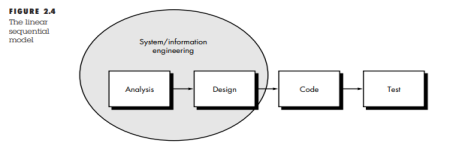 FIGURE 2.4
The linear
sequential
model
System/information
engineering
Analysis
Design
Code
Test